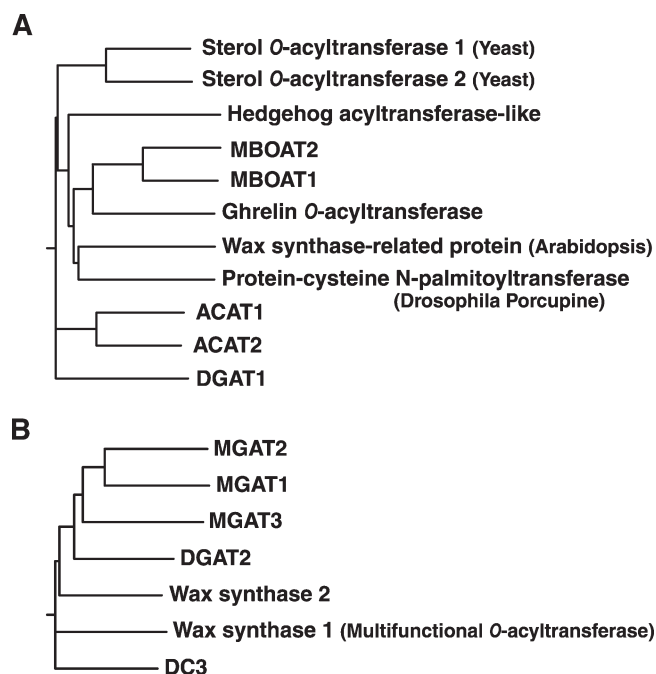 A
Sterol O-acyltransferase 1 (Yeast)
Sterol O-acyltransferase 2 (Yeast)
Hedgehog acyltransferase-like
MBOAT2
MBOAT1
Ghrelin O-acyltransferase
Wax synthase-related protein (Arabidopsis)
Protein-cysteine N-palmitoyltransferase
(Drosophila Porcupine)
ACAT1
ACAT2
DGAT1
B
MGAT2
MGAT1
MGAT3
DGAT2
Wax synthase 2
Wax synthase 1 (Multifunctional O-acyltransferase)
DC3